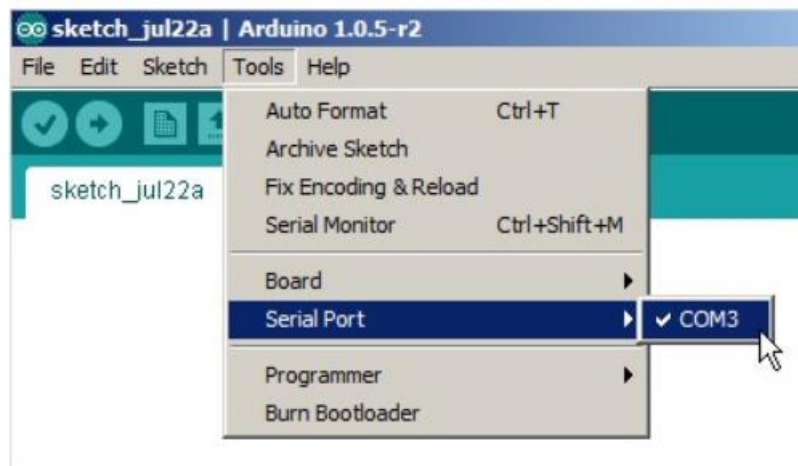 sketch_jul22a | Arduino 1.0.5-r2
File Edit Sketch Tools Help
sketch_jul22a
Auto Format Ctrl+T
Archive Sketch
Fix Encoding & Reload
Serial Monitor Ctrl+Shift+M
Board
Serial Port
COM3
Programmer
Burn Bootloader